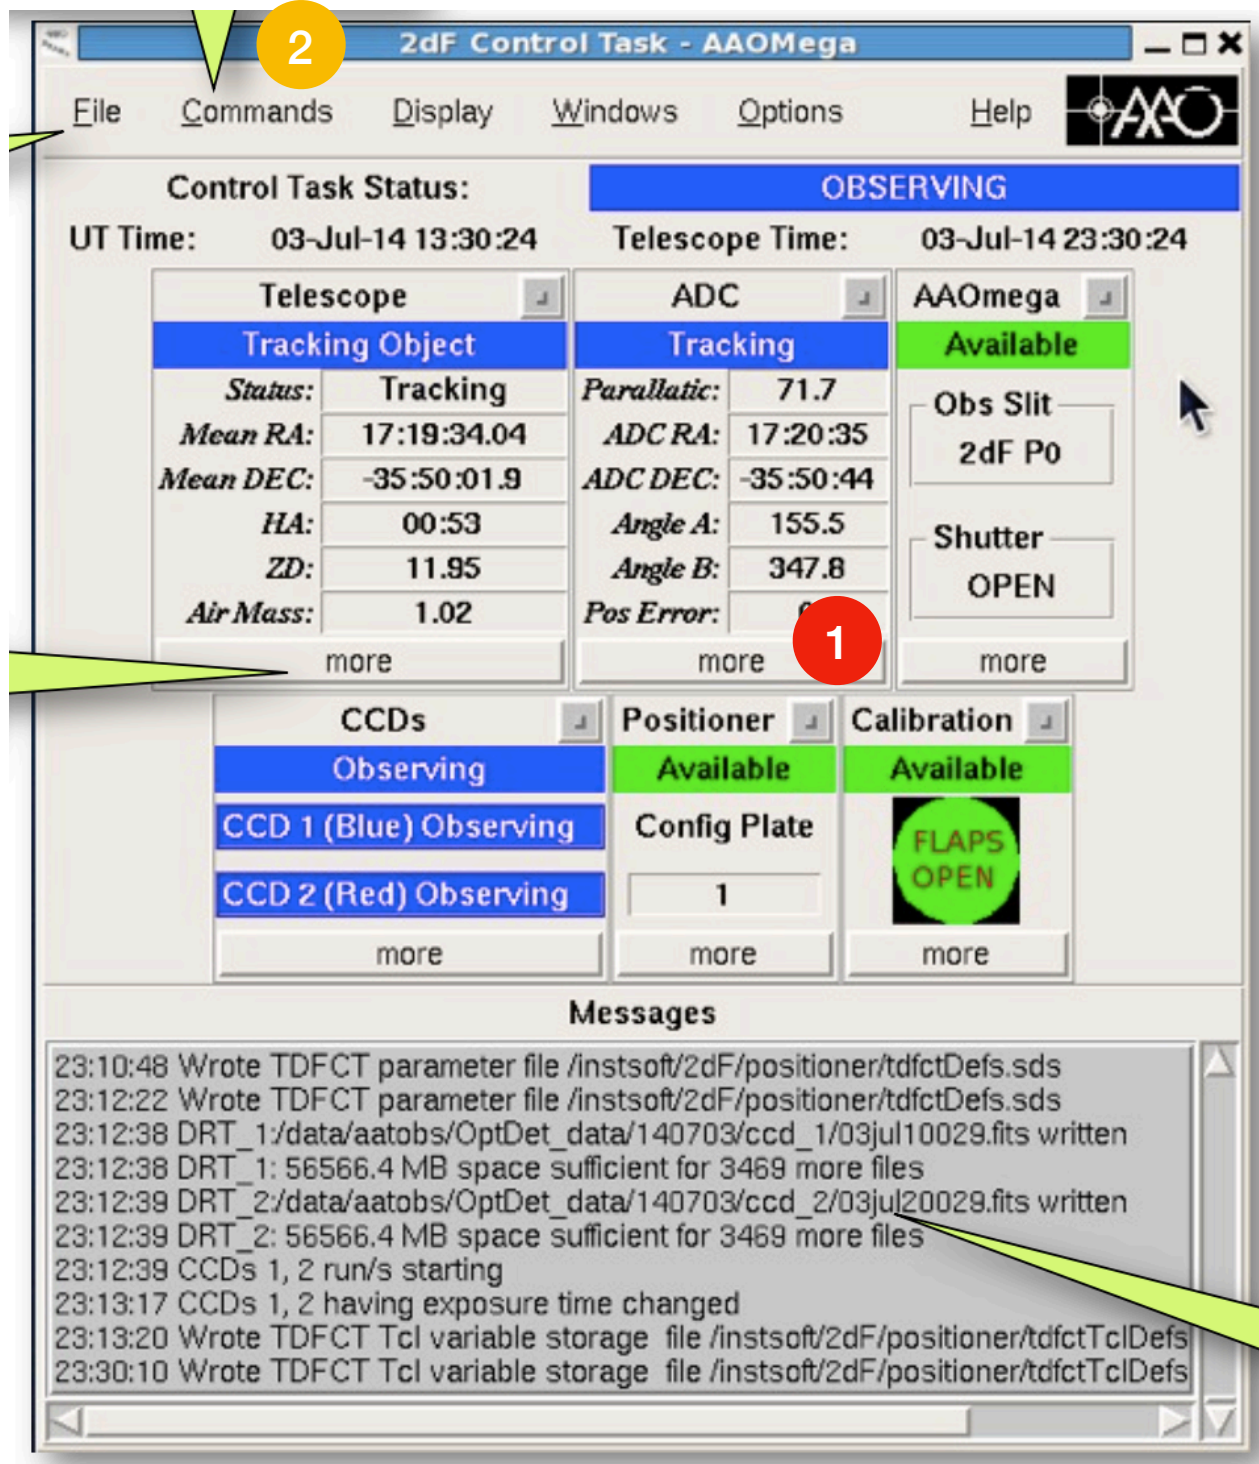 2dF Control Task - AAOMega
2
File Commands Display Windows Options Help AAO
Control Task Status: OBSERVING
UT Time: 03-Jul-14 13:30:24 Telescope Time: 03-Jul-14 23:30:24
Telescope ADC AAOmega
Tracking Object Tracking Available
Status: Tracking Parallatic: 71.7 Obs Slit
Mean RA: 17:19:34.04 ADC RA: 17:20:35 2dF P0
Mean DEC: -35:50:01.9 ADC DEC: -35:50:44
HA: 00:53 Angle A: 155.5 Shutter
ZD: 11.95 Angle B: 347.8 OPEN
Air Mass: 1.02 Pos Error:
1
more more more
CCDs Positioner Calibration
Observing Available Available
CCD 1 (Blue) Observing Config Plate FLAPS
OPEN
CCD 2 (Red) Observing 1
more more more
Messages
23:10:48 Wrote TDFCT parameter file /instsoft/2dF/positioner/tdfctDefs.sds
23:12:22 Wrote TDFCT parameter file /instsoft/2dF/positioner/tdfctDefs.sds
23:12:38 DRT_1:/data/aatobs/OptDet_data/140703/ccd_1/03jul10029.fits written
23:12:38 DRT_1: 56566.4 MB space sufficient for 3469 more files
23:12:39 DRT_2:/data/aatobs/OptDet_data/140703/ccd_2/03jul20029.fits written
23:12:39 DRT_2: 56566.4 MB space sufficient for 3469 more files
23:12:39 CCDs 1, 2 run/s starting
23:13:17 CCDs 1, 2 having exposure time changed
23:13:20 Wrote TDFCT Tcl variable storage file /instsoft/2dF/positioner/tdfctTclDefs
23:30:10 Wrote TDFCT Tcl variable storage file /instsoft/2dF/positioner/tdfctTclDefs